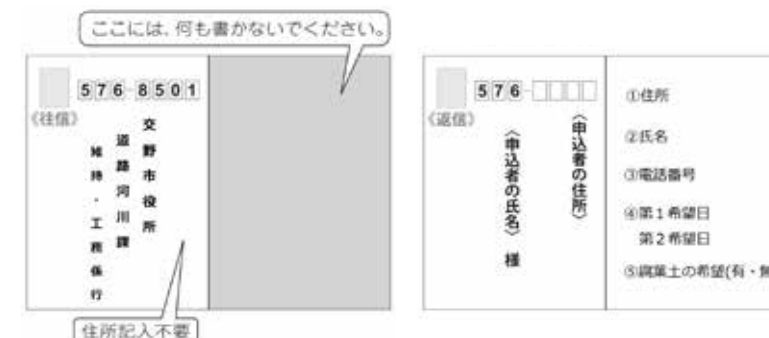 ここには、何も書かないでください。
576-8501
《往信》
交野市役所
道路河川課
維持・工務係行
住所記入不要
576-
《返信》
〈申込者の住所〉
〈申込者の氏名〉様
①住所
②氏名
③電話番号
④第1希望日
第2希望日
⑤腐葉土の希望(有・無